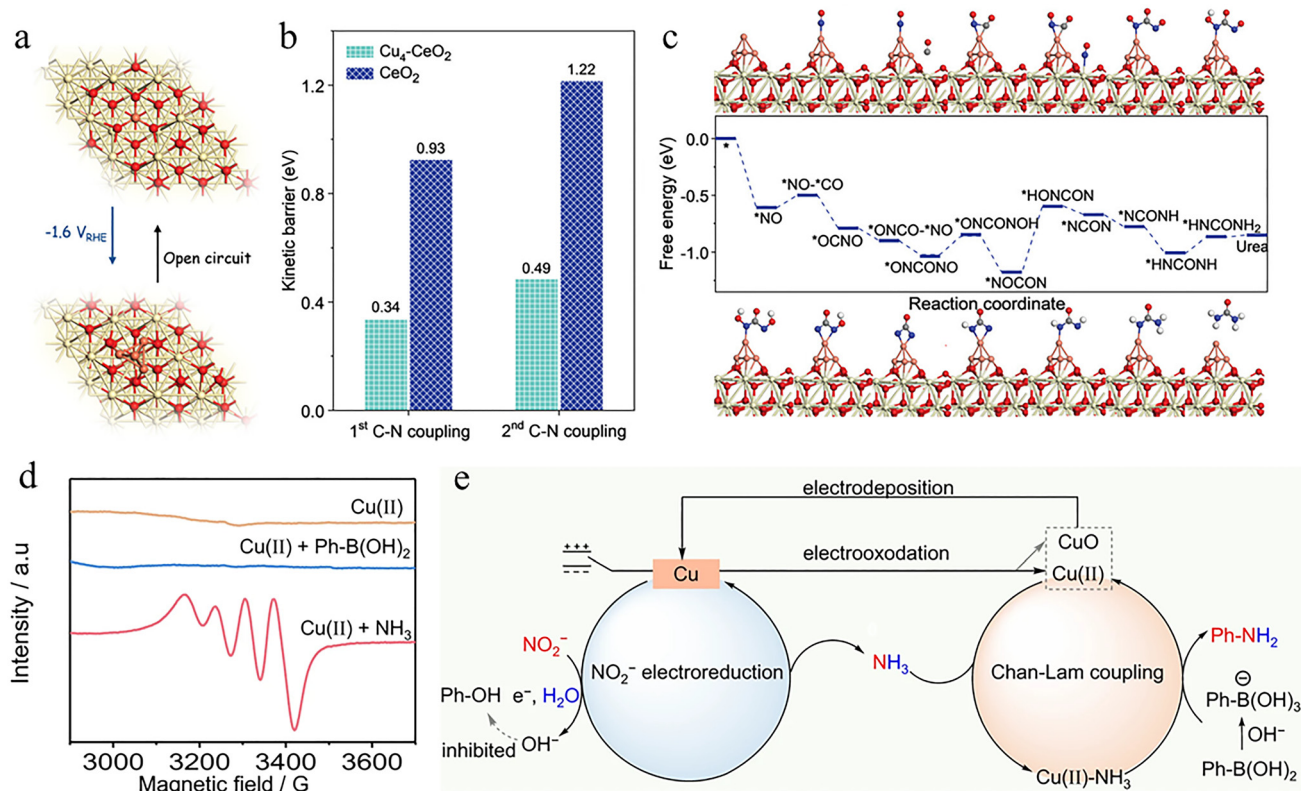 a
-1.6 V_RHE
Open circuit
b
Kinetic barrier (eV)
1.2
0.8
0.4
0.0
Cu₄-CeO₂
CeO₂
0.34
0.93
0.49
1.22
1ˢᵗ C-N coupling
2ⁿᵈ C-N coupling
c
Free energy (eV)
0.0
-0.5
-1.0
*
*NO
*NO-*CO
*OCNO
*ONCO-*NO
*ONCONO
*ONCONOH
*NOCON
*HONCON
*NCON
*NCONH
*HNCONH
*HNCONH₂
Urea
Reaction coordinate
d
Intensity / a.u
Cu(II)
Cu(II) + Ph-B(OH)₂
Cu(II) + NH₃
3000
3200
3400
3600
Magnetic field / G
e
electrodeposition
electrooxodation
+++
Cu
CuO
Cu(II)
NO₂⁻
NO₂⁻ electroreduction
Ph-OH e⁻, H₂O
inhibited
OH⁻
NH₃
Chan-Lam coupling
Cu(II)-NH₃
Ph-NH₂
⊖
Ph-B(OH)₃
OH⁻
Ph-B(OH)₂